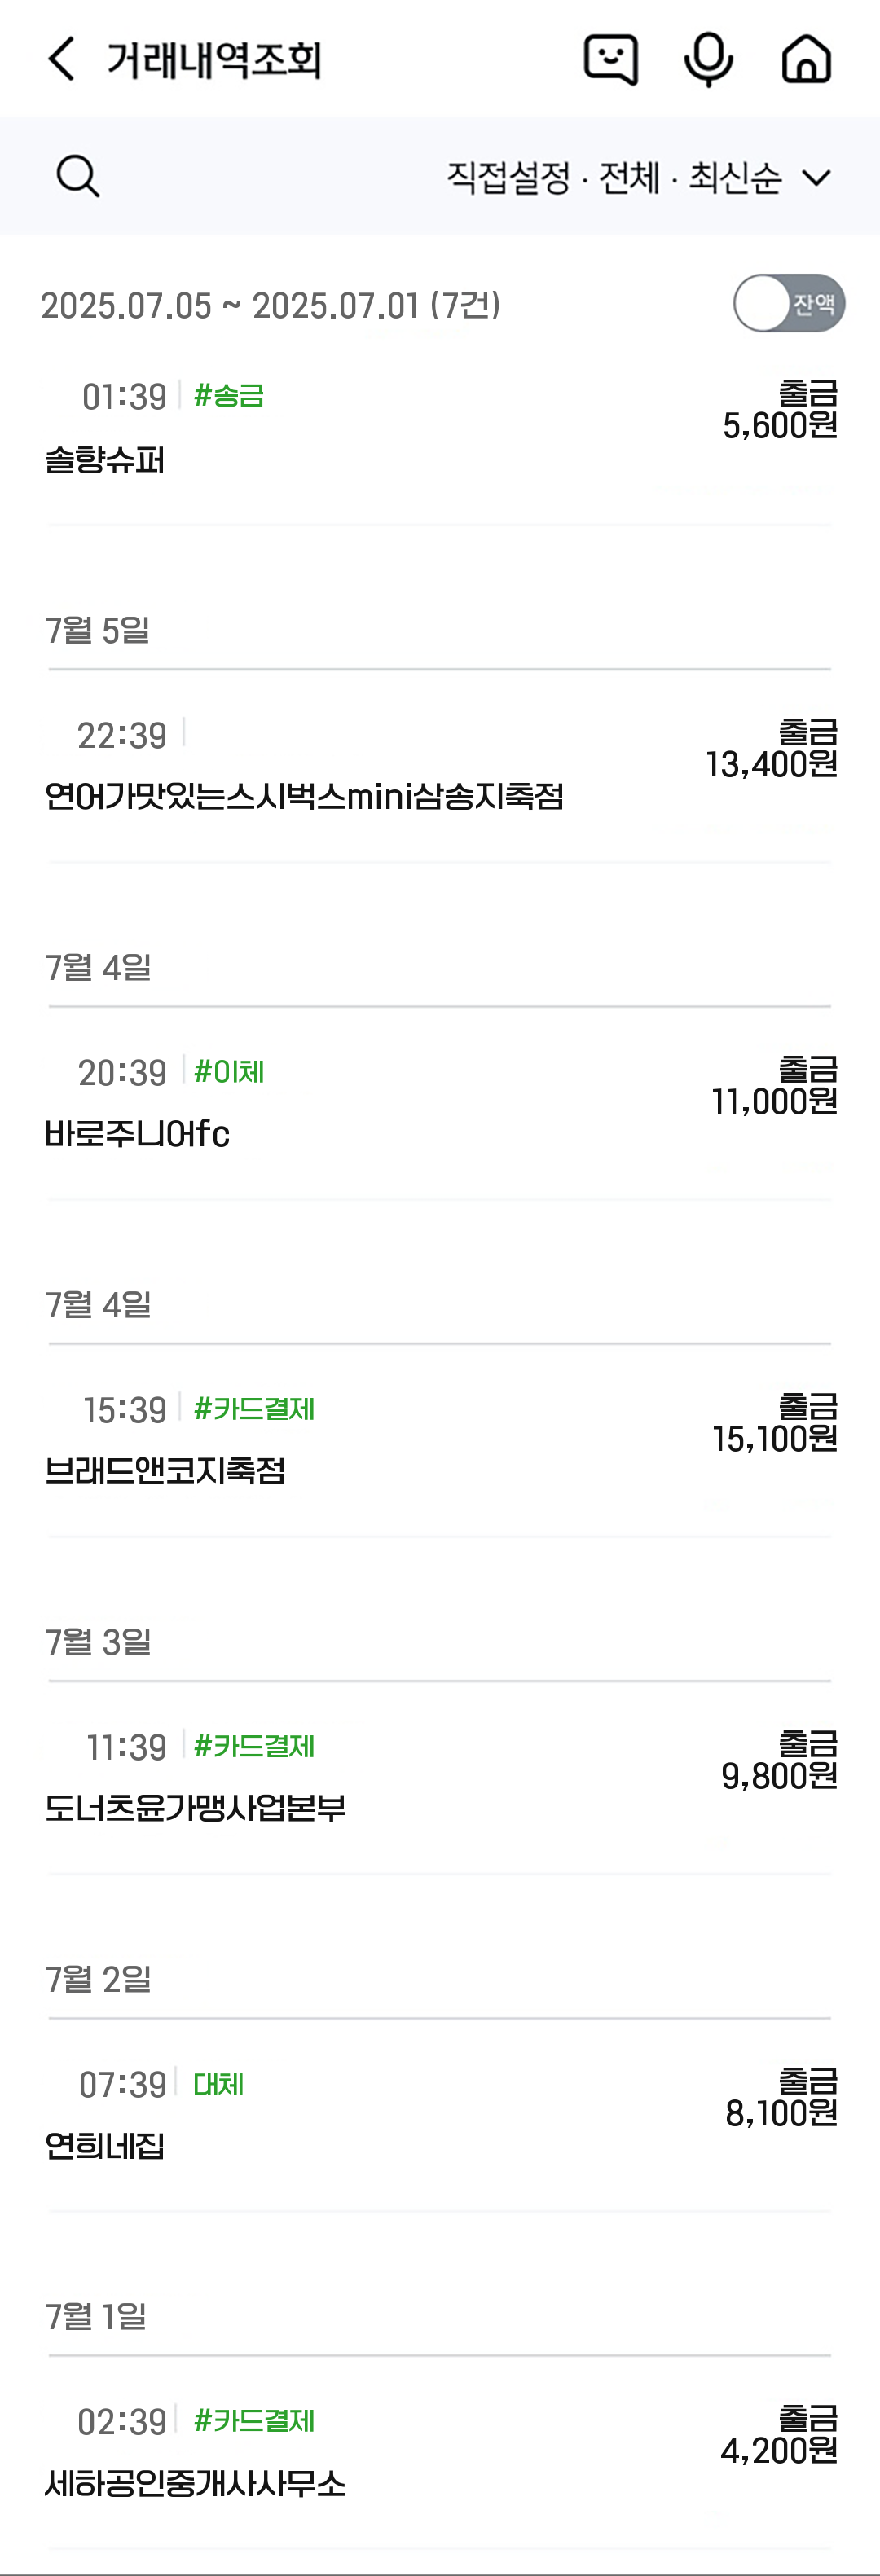 거래내역조회
직접설정 · 전체 · 최신순
2025.07.05 ~ 2025.07.01 (7건)
잔액
01:39 #송금
출금
5,600원
솔향슈퍼
7월 5일
22:39
출금
13,400원
연어가맛있는스시벅스mini삼송지축점
7월 4일
20:39 #이체
출금
11,000원
바로주니어fc
7월 4일
15:39 #카드결제
출금
15,100원
브래드앤코지축점
7월 3일
11:39 #카드결제
출금
9,800원
도너츠윤가맹사업본부
7월 2일
07:39 대체
출금
8,100원
연희네집
7월 1일
02:39 #카드결제
출금
4,200원
세하공인중개사사무소